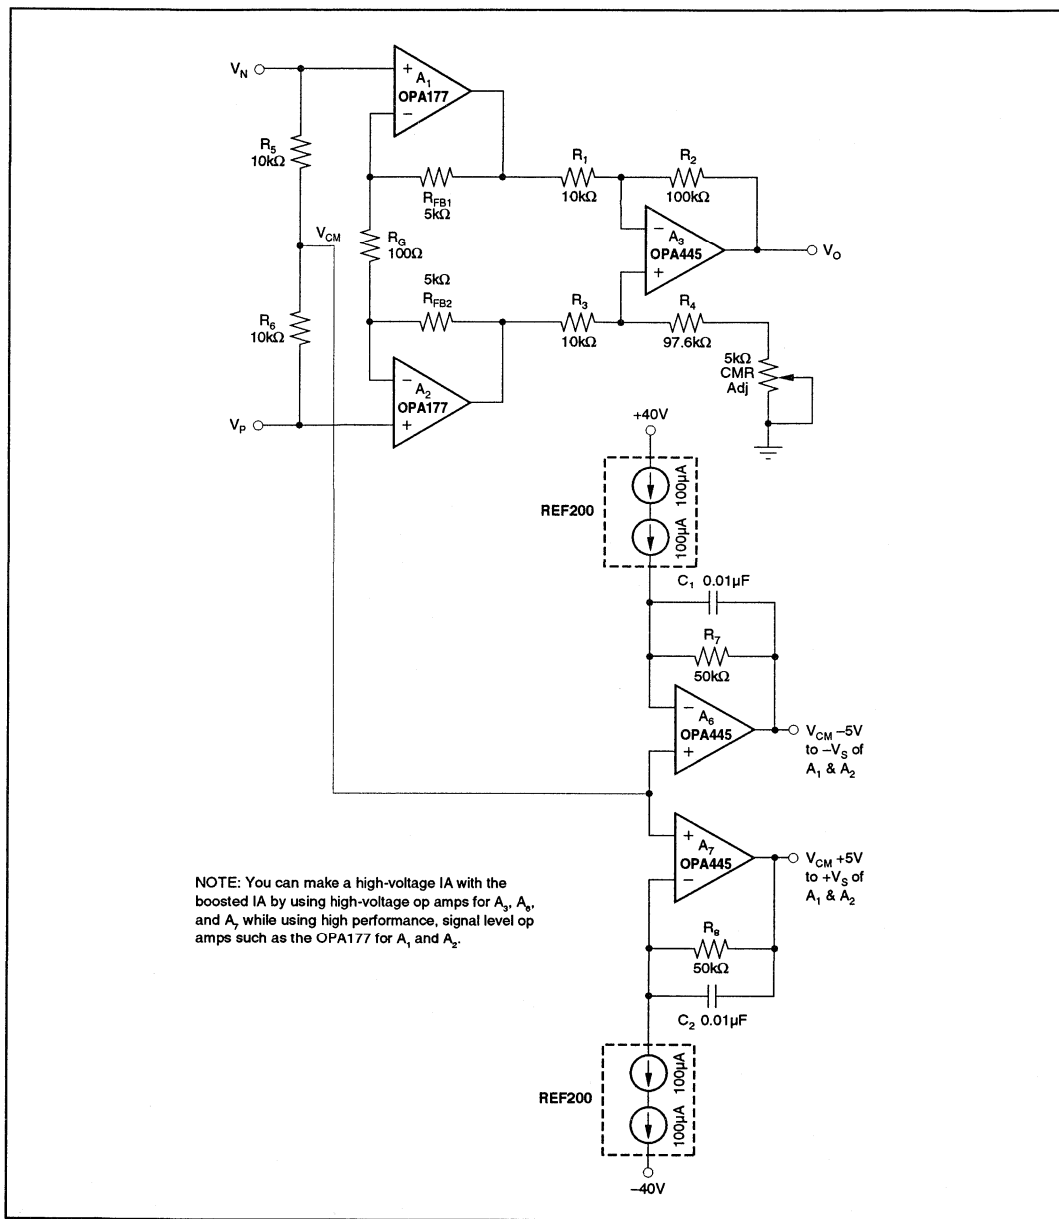 V_N
+
A_1
OPA177
−
R_5
10kΩ
R_FB1
5kΩ
R_1
10kΩ
R_2
100kΩ
V_CM
R_G
100Ω
−
A_3
OPA445
+
V_O
R_6
10kΩ
5kΩ
R_FB2
R_3
10kΩ
R_4
97.6kΩ
5kΩ
CMR
Adj
−
A_2
OPA177
+
V_P
+40V
REF200
100µA
100µA
C_1 0.01µF
R_7
50kΩ
−
A_6
OPA445
+
V_CM −5V
to −V_S of
A_1 & A_2
+
A_7
OPA445
−
V_CM +5V
to +V_S of
A_1 & A_2
NOTE: You can make a high-voltage IA with the
boosted IA by using high-voltage op amps for A_3, A_6,
and A_7 while using high performance, signal level op
amps such as the OPA177 for A_1 and A_2.
R_8
50kΩ
C_2 0.01µF
REF200
100µA
100µA
−40V